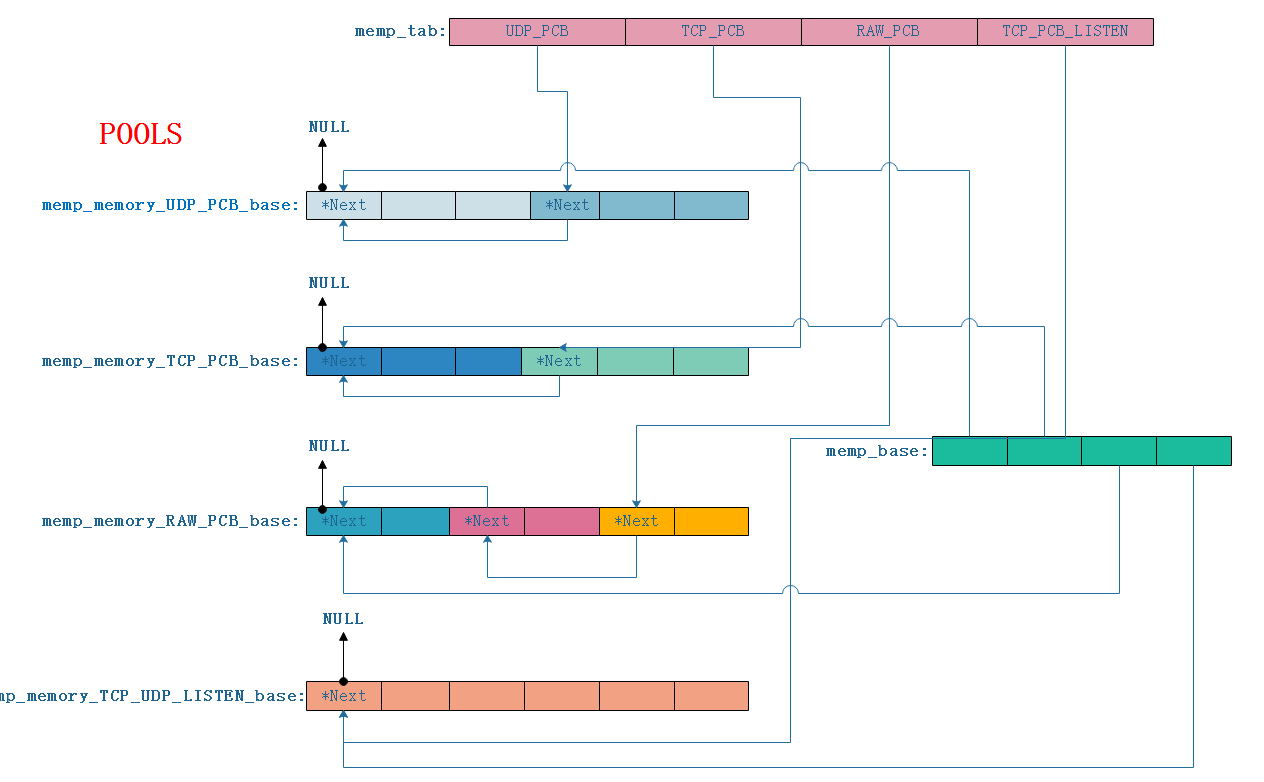 memp_tab: UDP_PCB TCP_PCB RAW_PCB TCP_PCB_LISTEN
POOLS
NULL
memp_memory_UDP_PCB_base: *Next *Next
NULL
memp_memory_TCP_PCB_base: *Next *Next
NULL
memp_base:
memp_memory_RAW_PCB_base: *Next *Next *Next
NULL
mp_memory_TCP_UDP_LISTEN_base: *Next